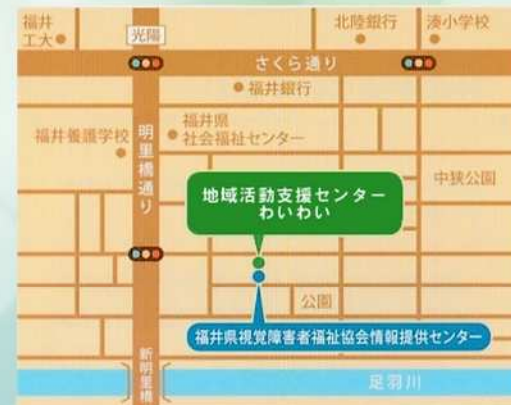 福井
工大
光陽
北陸銀行
湊小学校
さくら通り
福井銀行
福井県
社会福祉センター
福井養護学校
明里橋通り
中狭公園
地域活動支援センター
わいわい
公園
福井県視覚障害者福祉協会情報提供センター
新明里橋
足羽川